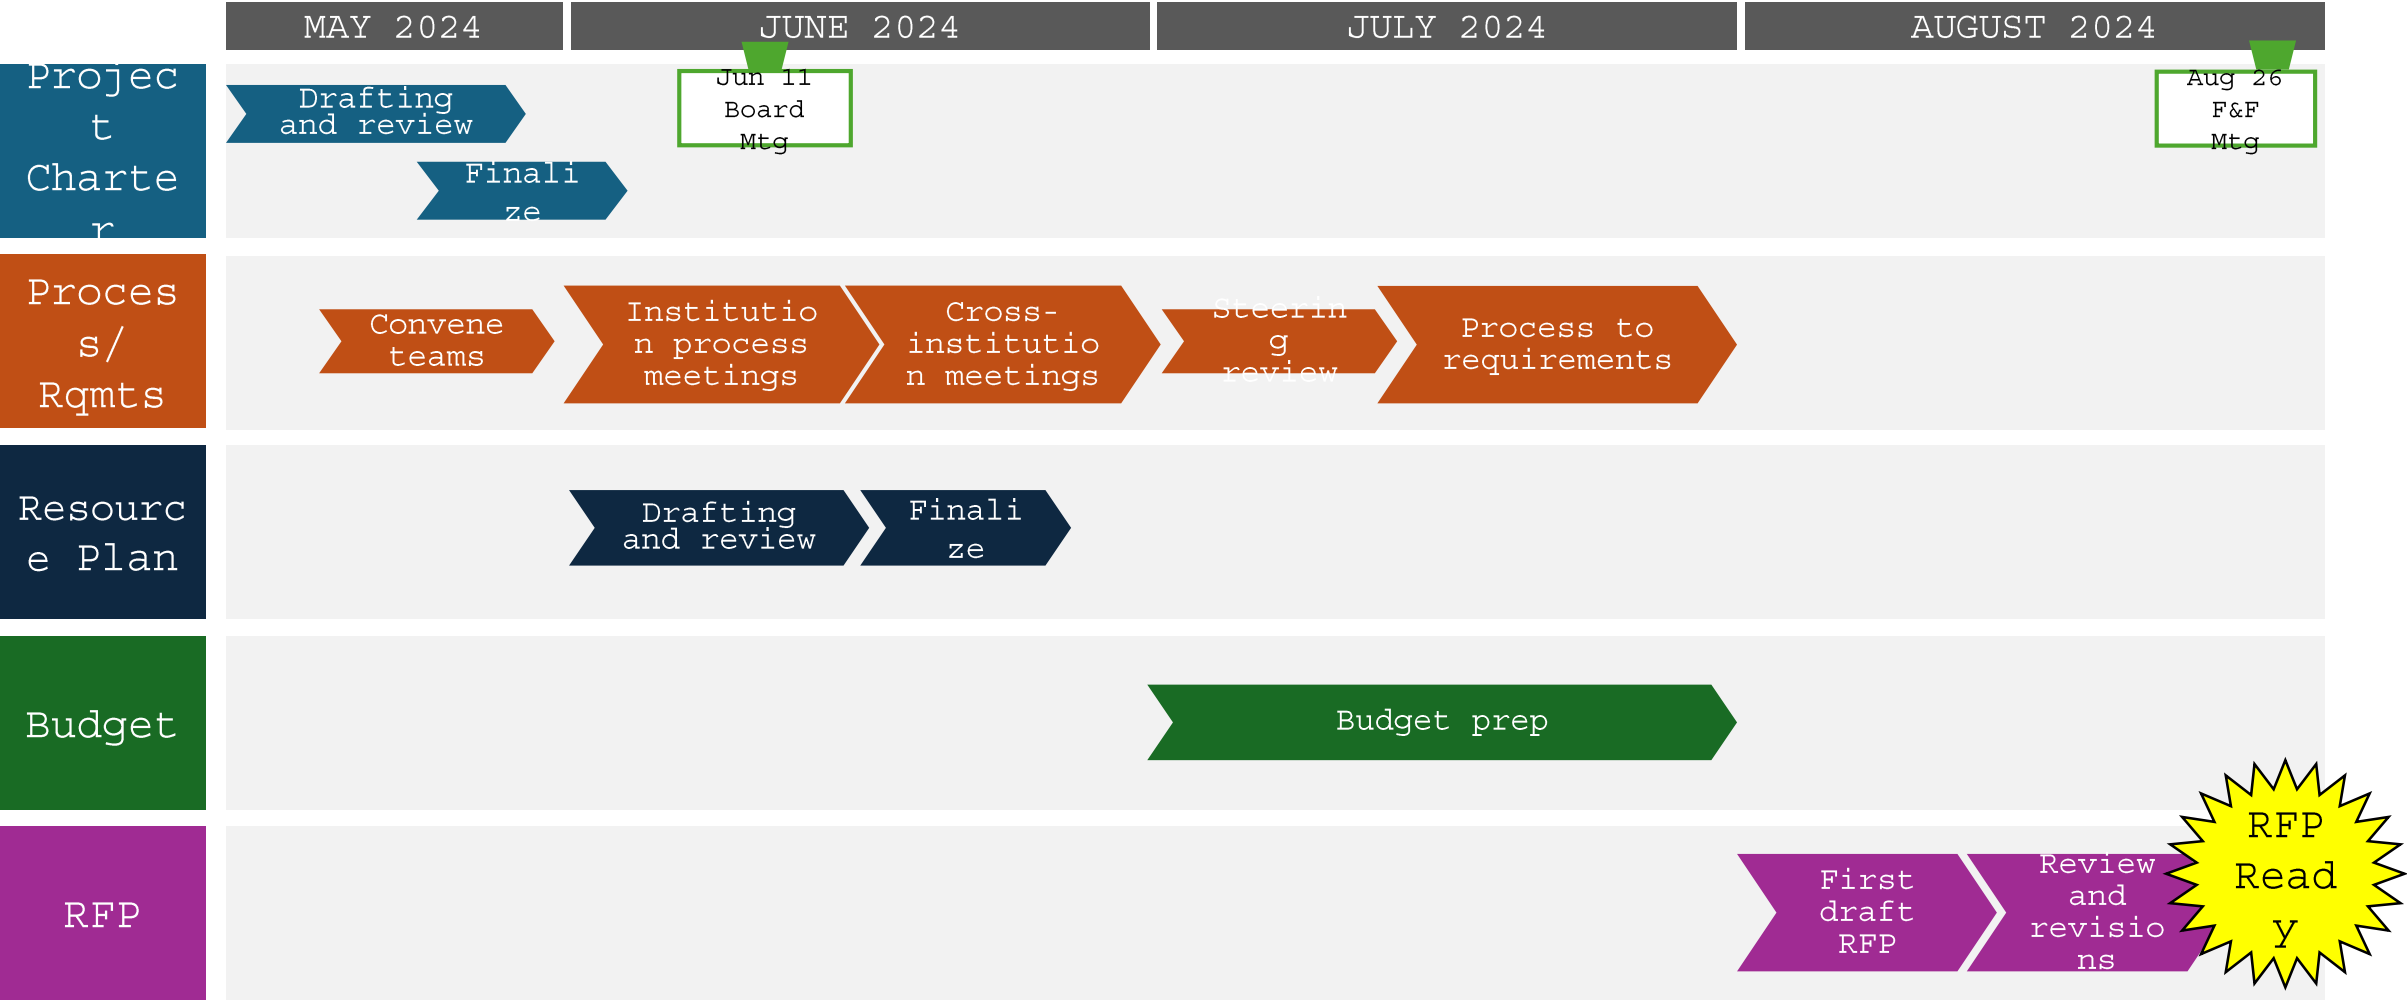 MAY 2024
JUNE 2024
JULY 2024
AUGUST 2024
Projec
t
Charte
r
Drafting
and review
Finali
ze
Jun 11
Board
Mtg
Aug 26
F&F
Mtg
Proces
s/
Rqmts
Convene
teams
Institutio
n process
meetings
Cross-
institutio
n meetings
Steerin
g
review
Process to
requirements
Resourc
e Plan
Drafting
and review
Finali
ze
Budget
Budget prep
RFP
First
draft
RFP
Review
and
revisio
ns
RFP
Read
y